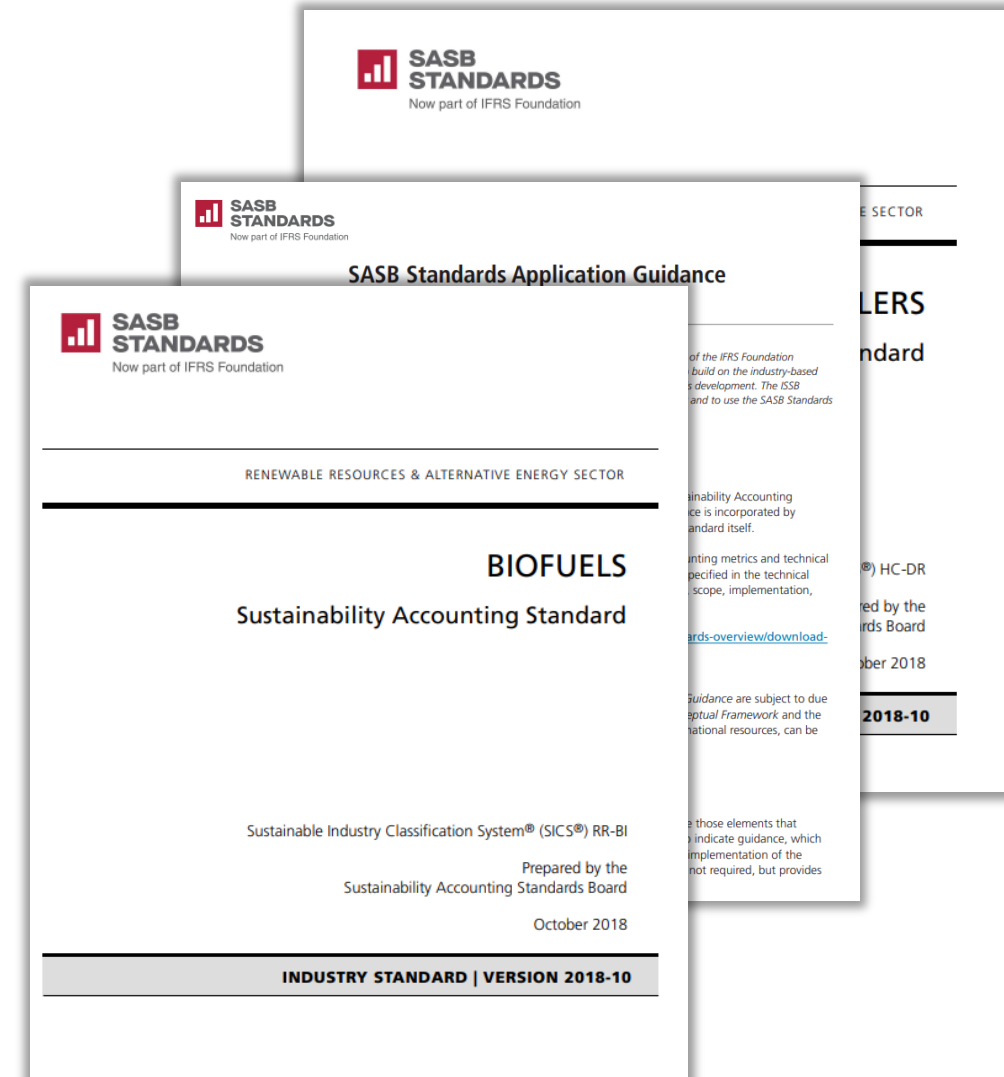 SASB
STANDARDS
Now part of IFRS Foundation
E SECTOR
LERS
ndard
®) HC-DR
red by the
rds Board
ober 2018
2018-10
SASB
STANDARDS
Now part of IFRS Foundation
SASB Standards Application Guidance
of the IFRS Foundation
build on the industry-based
s development. The ISSB
and to use the SASB Standards
ainability Accounting
ce is incorporated by
andard itself.
unting metrics and technical
pecified in the technical
, scope, implementation,
ards-overview/download-
Guidance are subject to due
eptual Framework and the
national resources, can be
e those elements that
o indicate guidance, which
implementation of the
not required, but provides
SASB
STANDARDS
Now part of IFRS Foundation
RENEWABLE RESOURCES & ALTERNATIVE ENERGY SECTOR
BIOFUELS
Sustainability Accounting Standard
Sustainable Industry Classification System® (SICS®) RR-BI
Prepared by the
Sustainability Accounting Standards Board
October 2018
INDUSTRY STANDARD | VERSION 2018-10